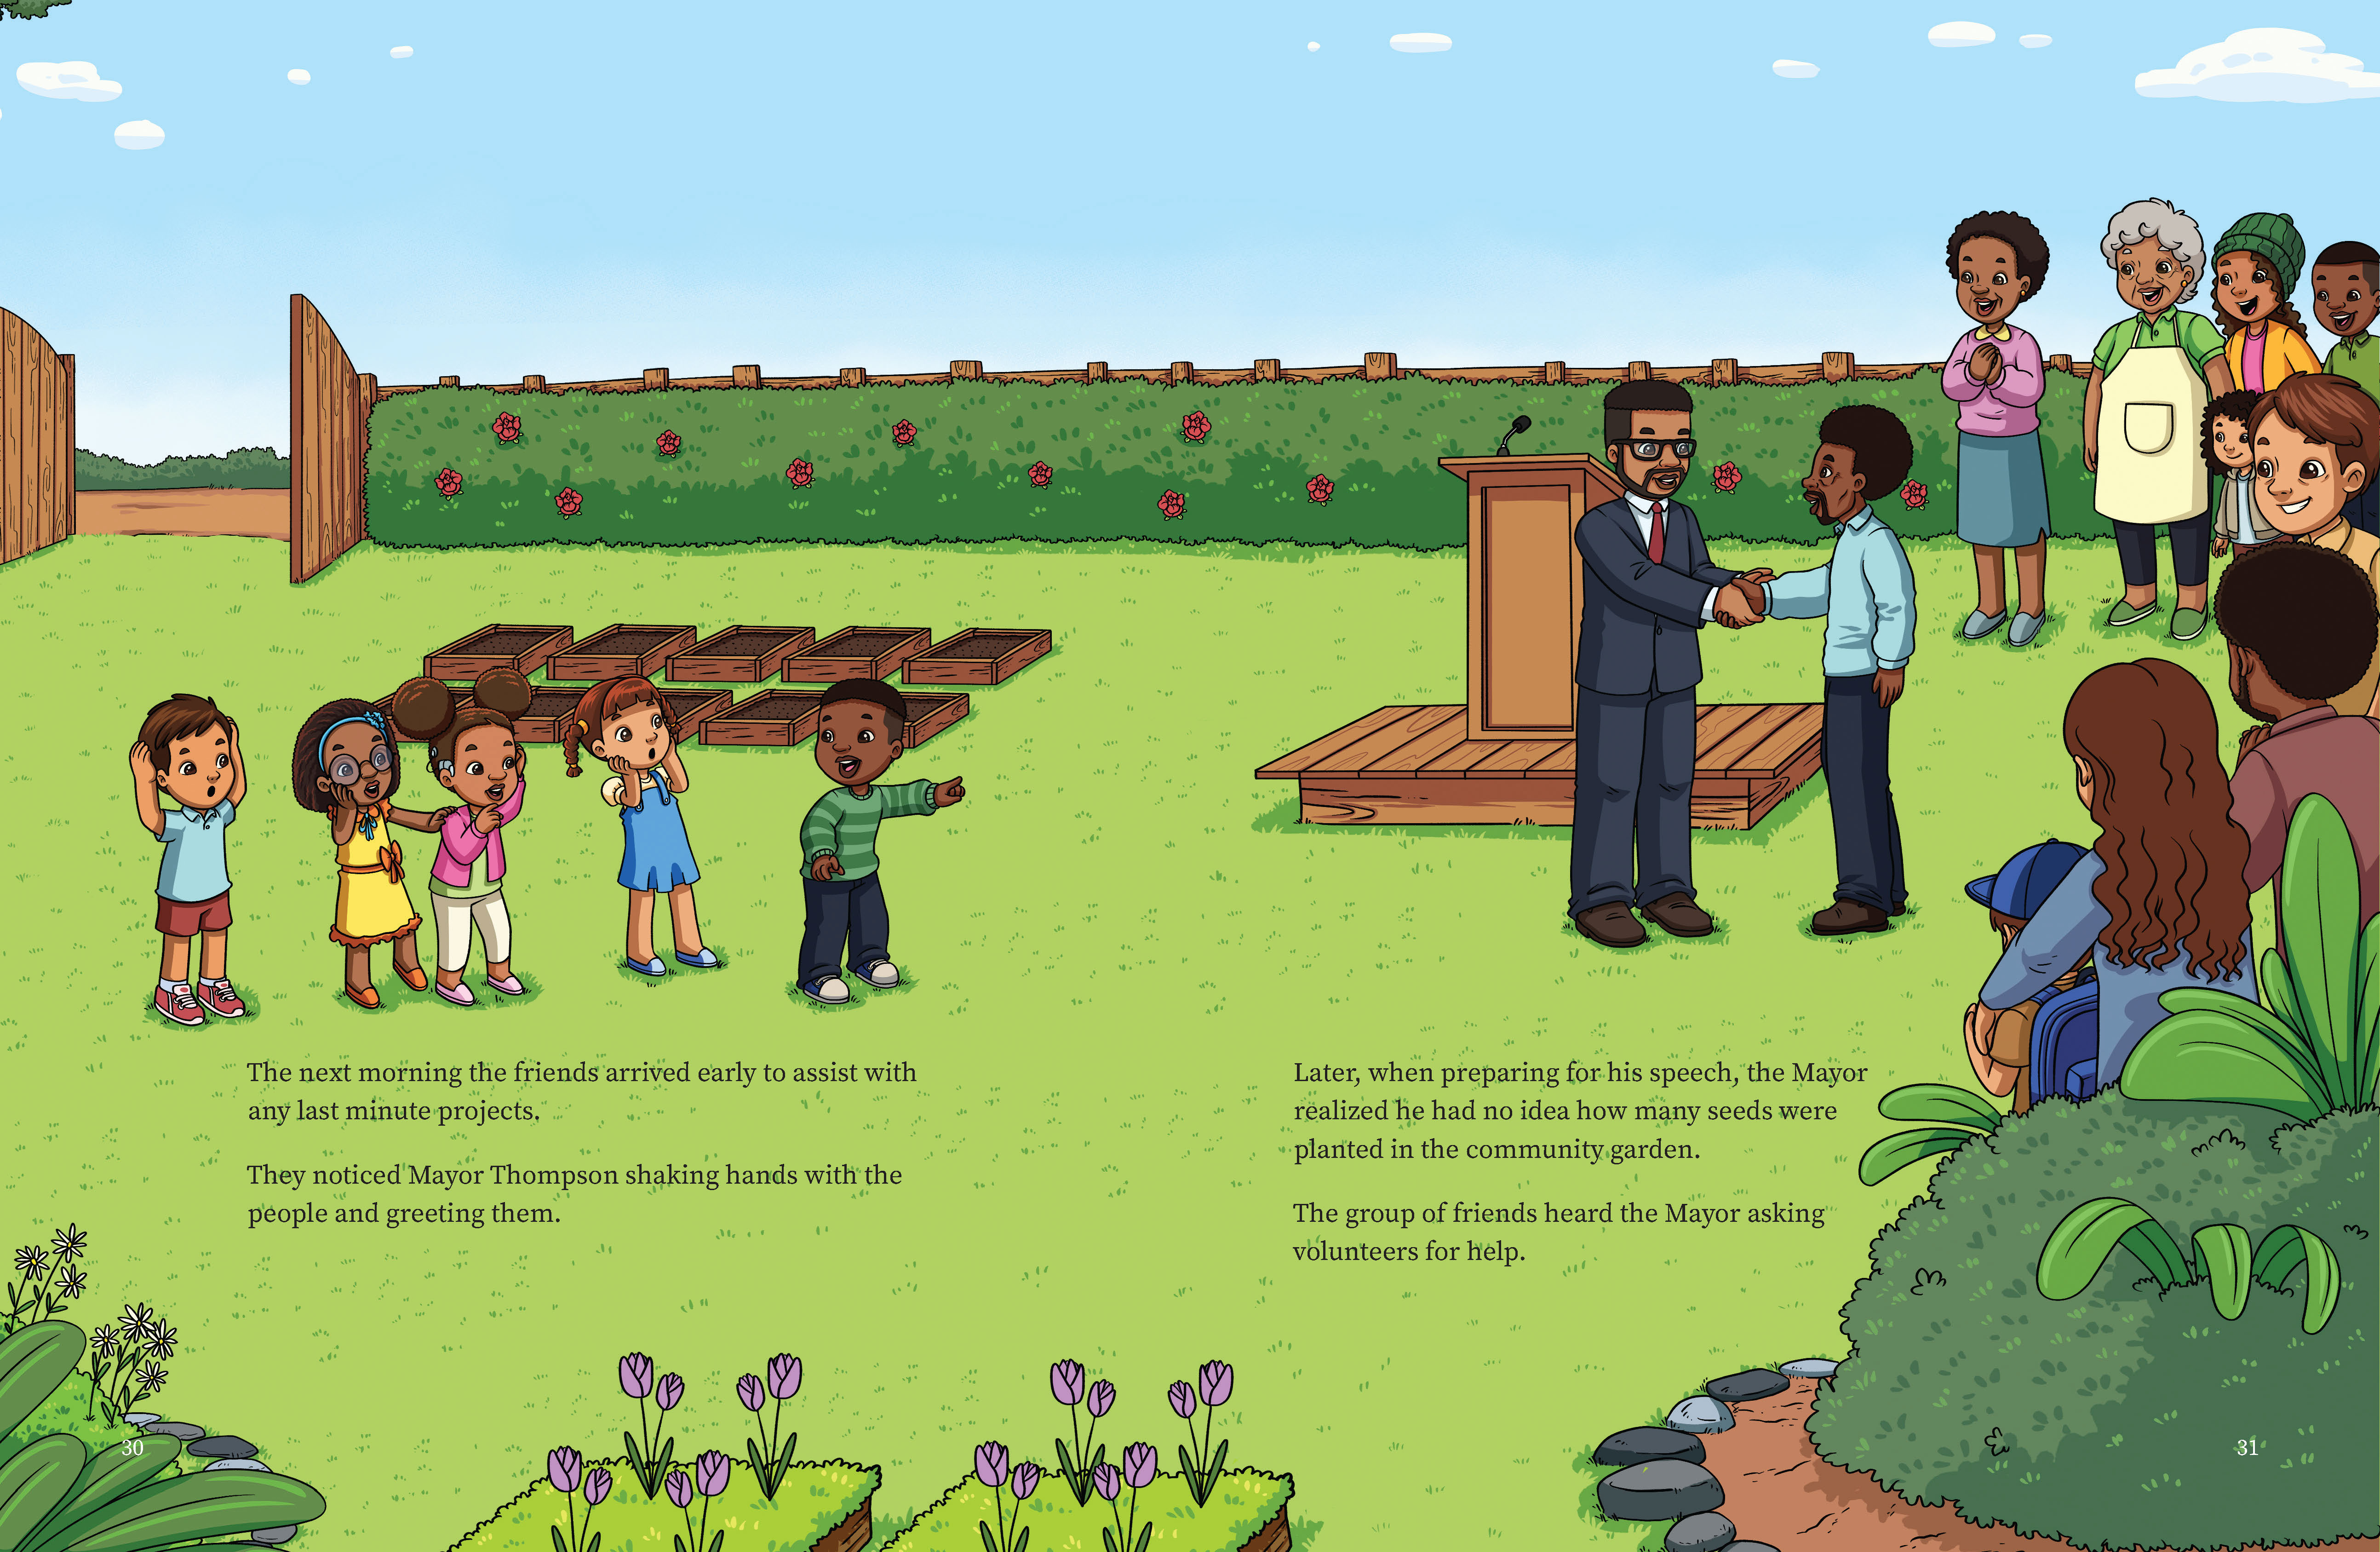 The next morning the friends arrived early to assist with
any last minute projects.
They noticed Mayor Thompson shaking hands with the
people and greeting them.
30
Later, when preparing for his speech, the Mayor
realized he had no idea how many seeds were
planted in the community garden.
The group of friends heard the Mayor asking
volunteers for help.
31